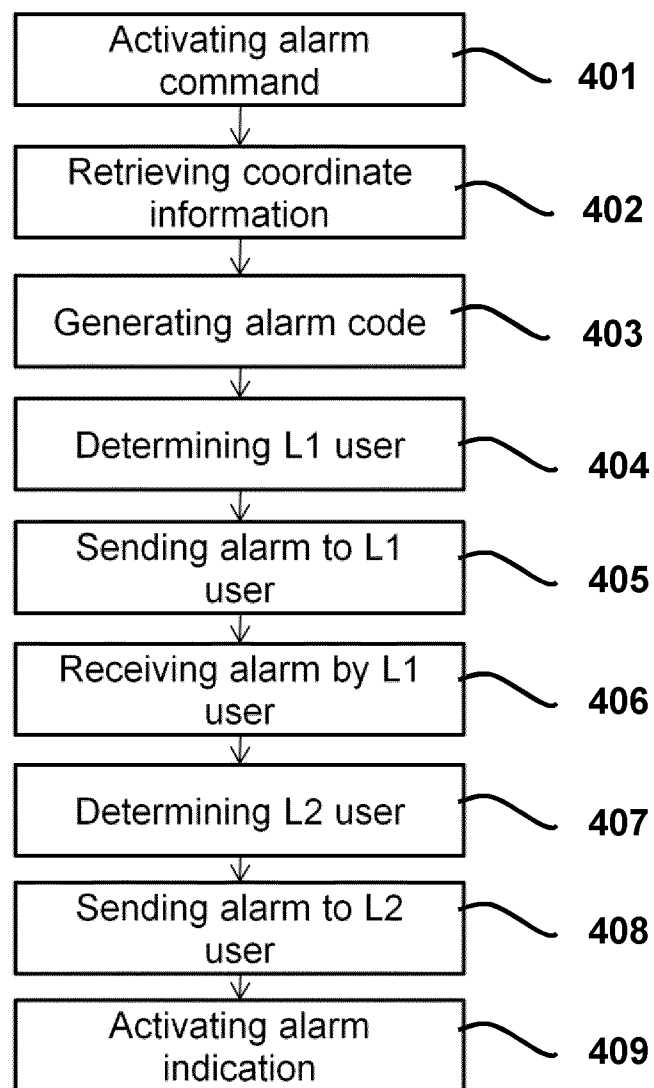 Activating alarm
command
401
Retrieving coordinate
information
402
Generating alarm code
403
Determining L1 user
404
Sending alarm to L1
user
405
Receiving alarm by L1
user
406
Determining L2 user
407
Sending alarm to L2
user
408
Activating alarm
indication
409